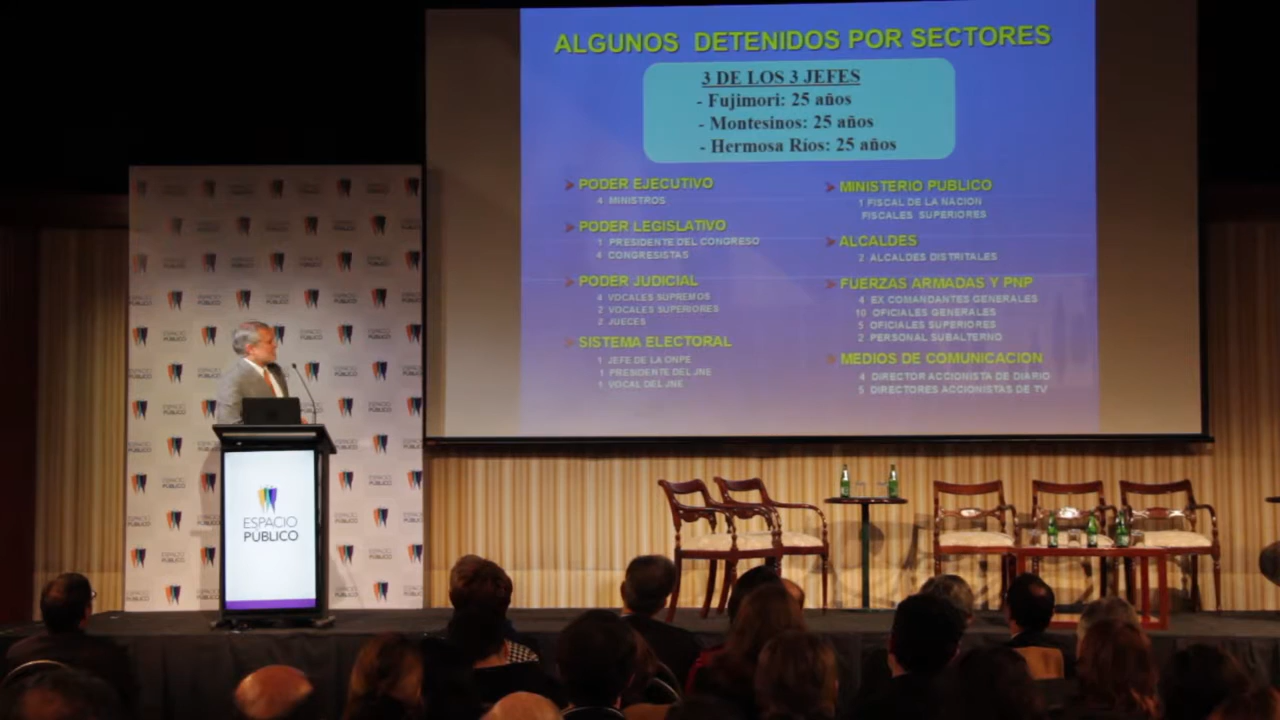 ALGUNOS DETENIDOS POR SECTORES
3 DE LOS 3 JEFES
- Fujimori: 25 años
- Montesinos: 25 años
- Hermosa Ríos: 25 años
➤ PODER EJECUTIVO
4 MINISTROS
➤ PODER LEGISLATIVO
1 PRESIDENTE DEL CONGRESO
4 CONGRESISTAS
➤ PODER JUDICIAL
4 VOCALES SUPREMOS
2 VOCALES SUPERIORES
2 JUECES
➤ SISTEMA ELECTORAL
1 JEFE DE LA ONPE
1 PRESIDENTE DEL JNE
1 VOCAL DEL JNE
➤ MINISTERIO PUBLICO
1 FISCAL DE LA NACION
FISCALES SUPERIORES
➤ ALCALDES
2 ALCALDES DISTRITALES
➤ FUERZAS ARMADAS Y PNP
4 EX COMANDANTES GENERALES
10 OFICIALES GENERALES
5 OFICIALES SUPERIORES
2 PERSONAL SUBALTERNO
➤ MEDIOS DE COMUNICACION
4 DIRECTOR ACCIONISTA DE DIARIO
5 DIRECTORES ACCIONISTAS DE TV
ESPACIO
PÚBLICO